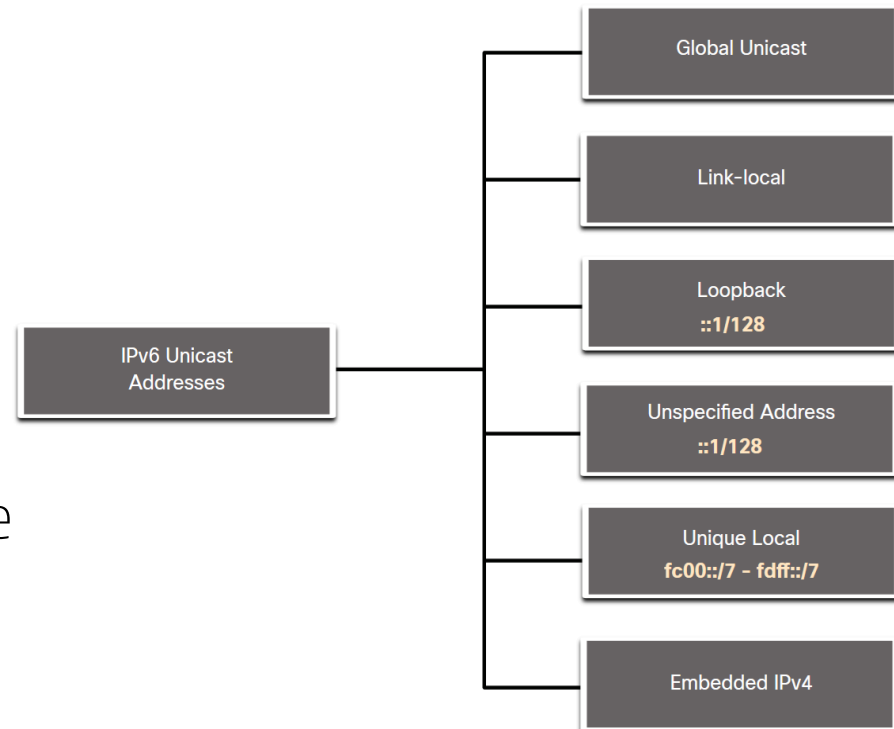 Global Unicast
Link-local
Loopback
::1/128
IPv6 Unicast
Addresses
Unspecified Address
::1/128
e
Unique Local
fc00::/7 - fdff::/7
Embedded IPv4